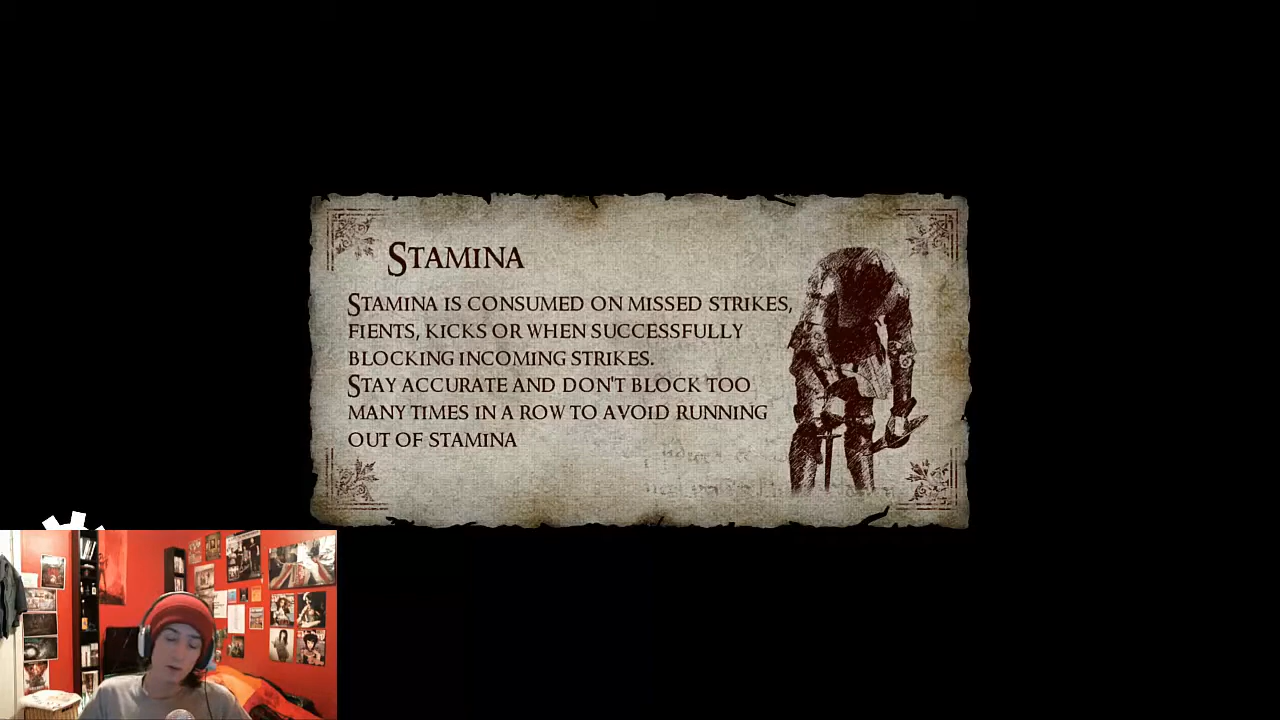 STAMINA
STAMINA IS CONSUMED ON MISSED STRIKES,
FIENTS, KICKS OR WHEN SUCCESSFULLY
BLOCKING INCOMING STRIKES.
STAY ACCURATE AND DON'T BLOCK TOO
MANY TIMES IN A ROW TO AVOID RUNNING
OUT OF STAMINA